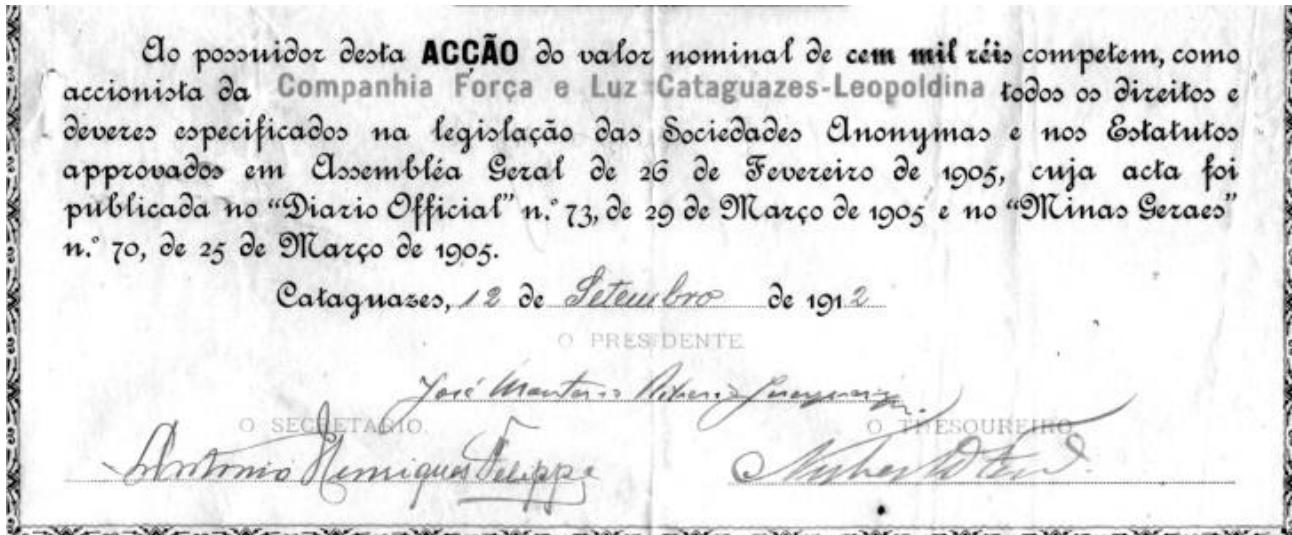 Ao possuidor desta ACCÃO do valor nominal de cem mil réis competem, como
accionista da Companhia Força e Luz Cataguazes-Leopoldina todos os direitos e
deveres especificados na legislação das Sociedades Anonymas e nos Estatutos
approvados em Assembléa Geral de 26 de Fevereiro de 1905, cuja acta foi
publicada no "Diario Official" n.º 73, de 29 de Março de 1905 e no "Minas Geraes"
n.º 70, de 25 de Março de 1905.
Cataguazes, 12 de Setembro de 1912
O PRESIDENTE
José Monteiro Ribeiro Junqueira
O SECRETARIO.
O THESOUREIRO
Antonio Henriques Felippe